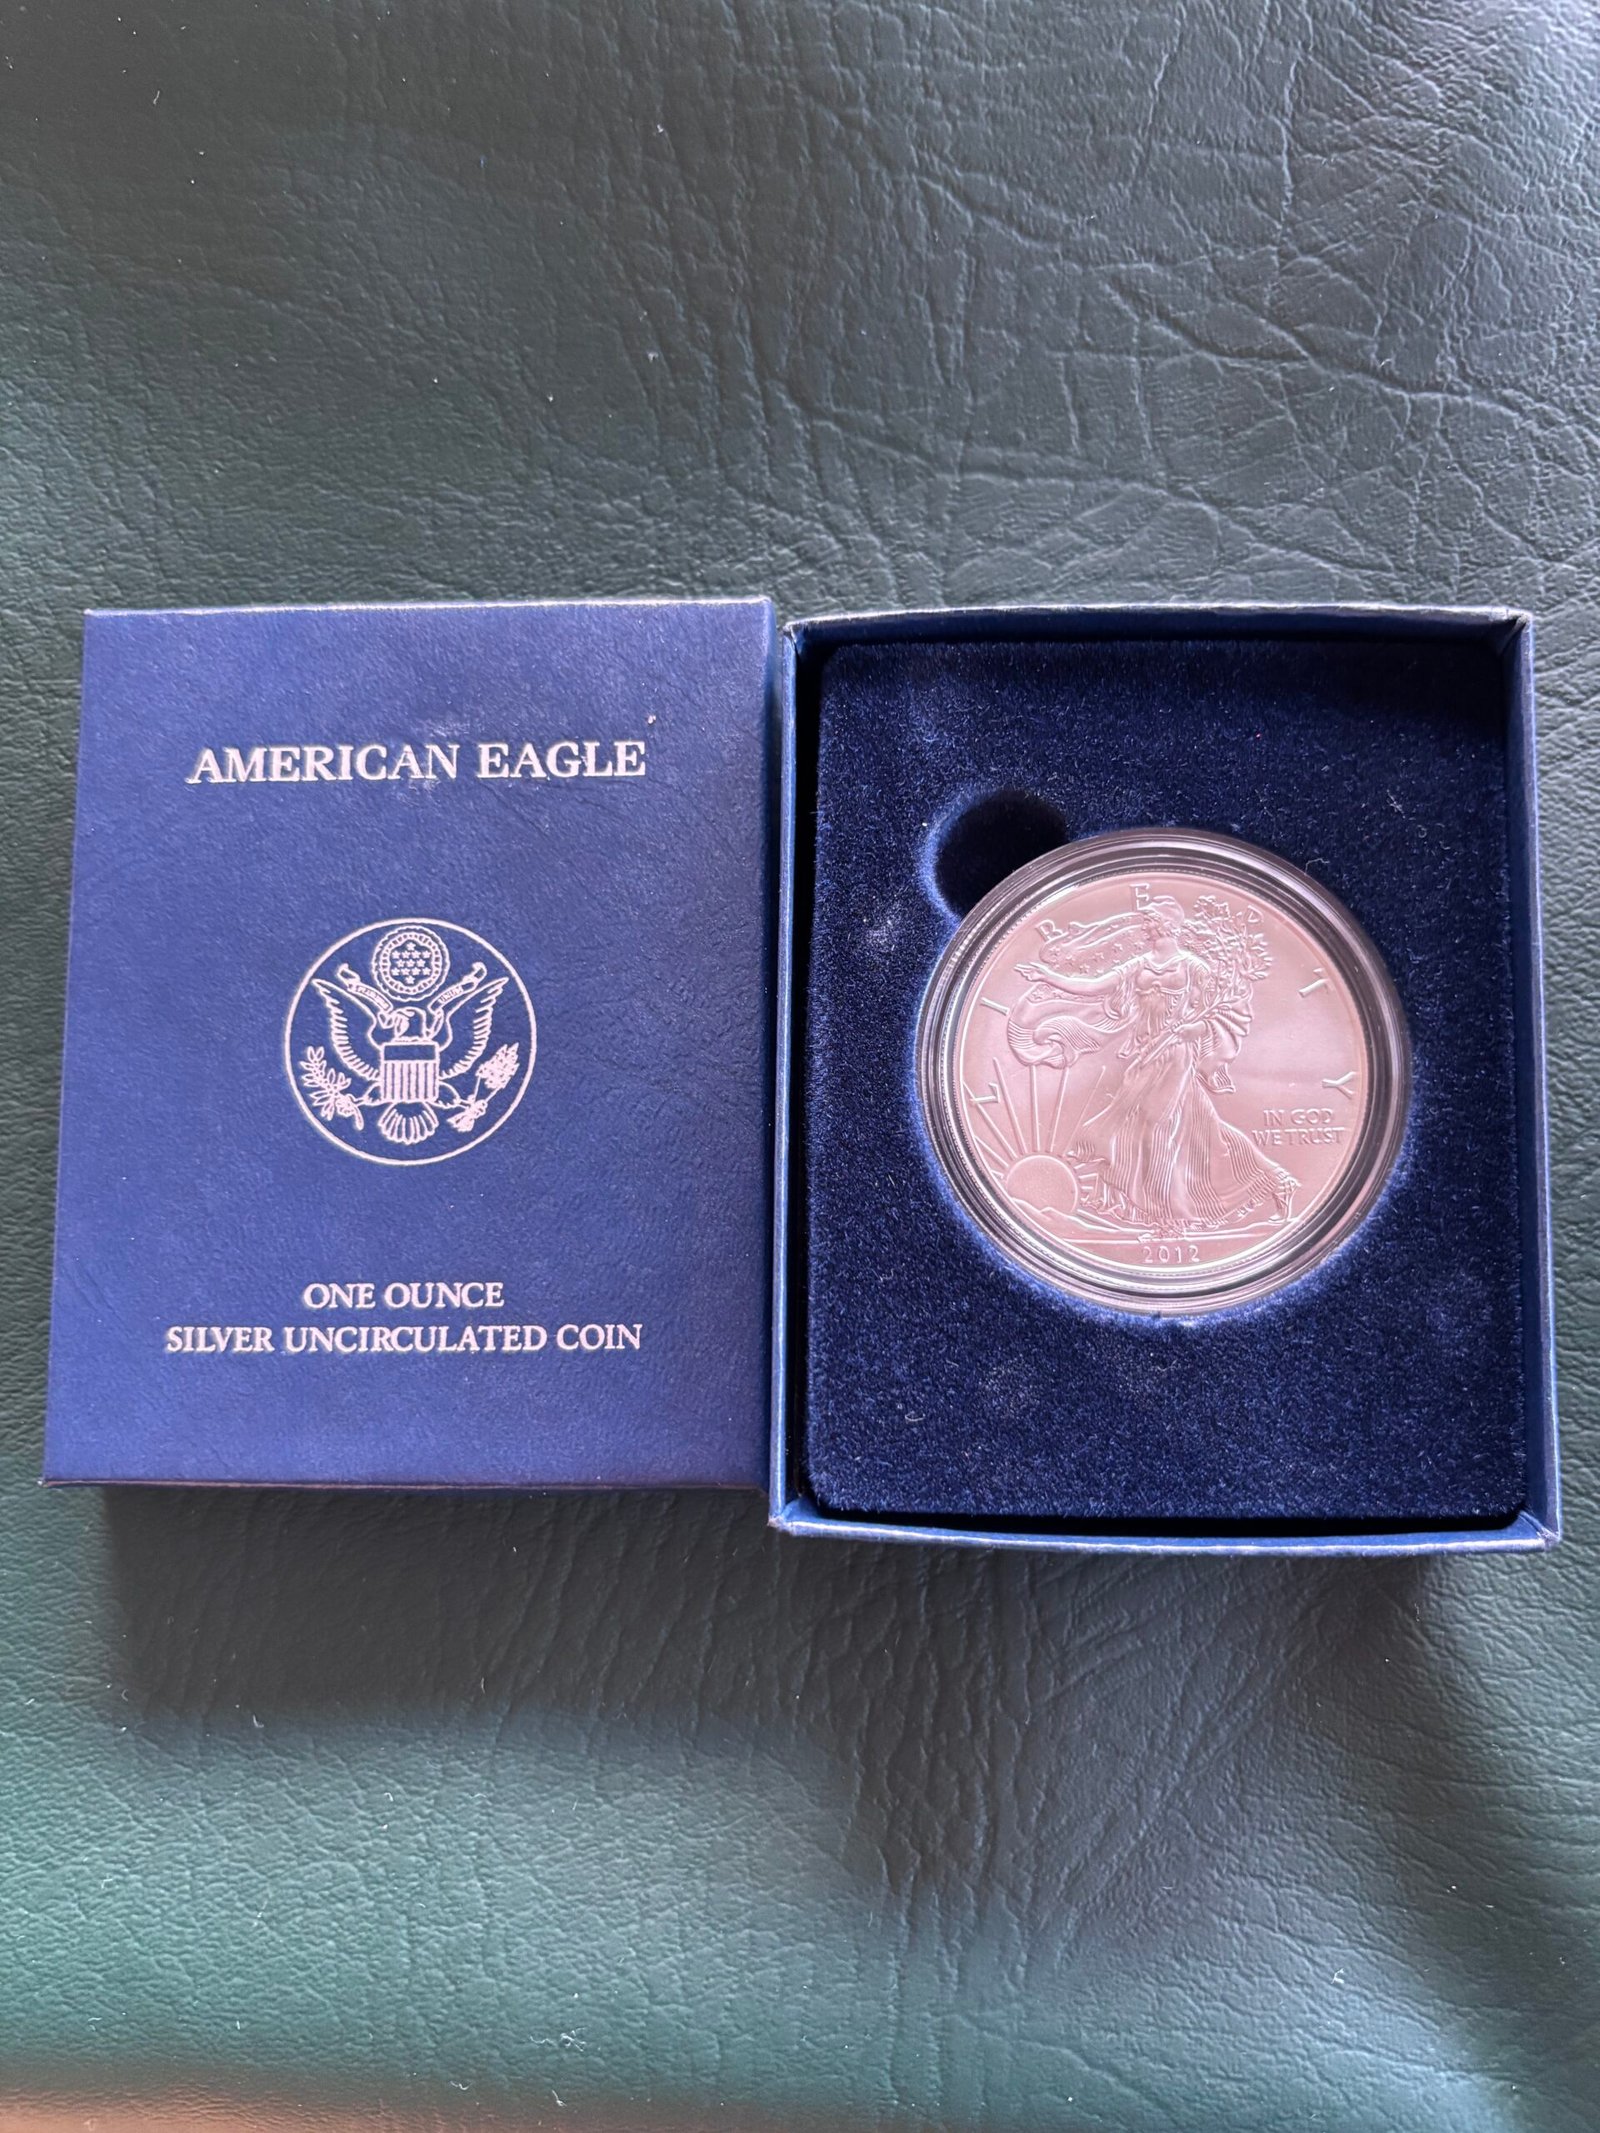 AMERICAN EAGLE
ONE OUNCE
SILVER UNCIRCULATED COIN
LIBERTY
IN GOD
WE TRUST
2012